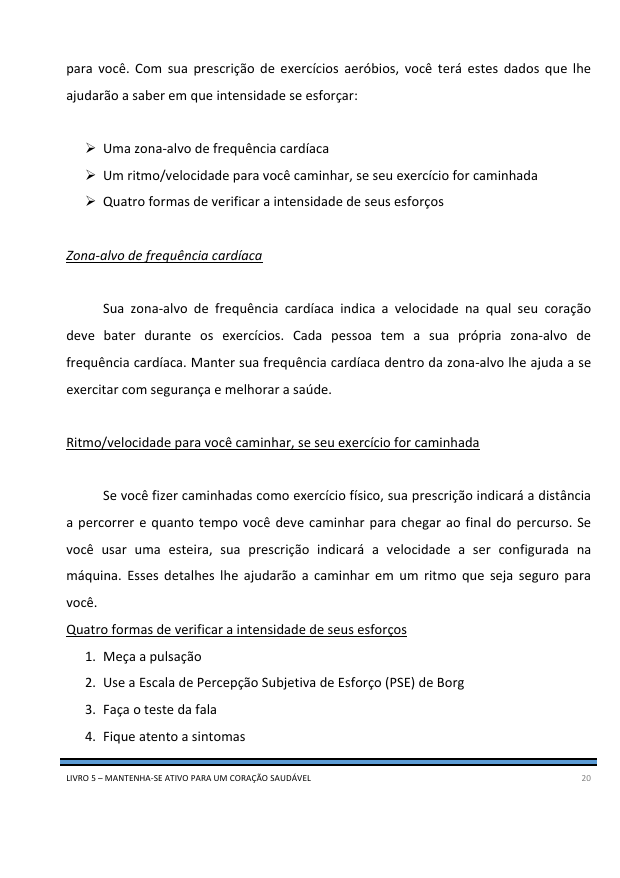 para você. Com sua prescrição de exercícios aeróbios, você terá estes dados que lhe
ajudarão a saber em que intensidade se esforçar:
➢ Uma zona-alvo de frequência cardíaca
➢ Um ritmo/velocidade para você caminhar, se seu exercício for caminhada
➢ Quatro formas de verificar a intensidade de seus esforços
Zona-alvo de frequência cardíaca
Sua zona-alvo de frequência cardíaca indica a velocidade na qual seu coração
deve bater durante os exercícios. Cada pessoa tem a sua própria zona-alvo de
frequência cardíaca. Manter sua frequência cardíaca dentro da zona-alvo lhe ajuda a se
exercitar com segurança e melhorar a saúde.
Ritmo/velocidade para você caminhar, se seu exercício for caminhada
Se você fizer caminhadas como exercício físico, sua prescrição indicará a distância
a percorrer e quanto tempo você deve caminhar para chegar ao final do percurso. Se
você usar uma esteira, sua prescrição indicará a velocidade a ser configurada na
máquina. Esses detalhes lhe ajudarão a caminhar em um ritmo que seja seguro para
você.
Quatro formas de verificar a intensidade de seus esforços
1. Meça a pulsação
2. Use a Escala de Percepção Subjetiva de Esforço (PSE) de Borg
3. Faça o teste da fala
4. Fique atento a sintomas
LIVRO 5 – MANTENHA-SE ATIVO PARA UM CORAÇÃO SAUDÁVEL 20